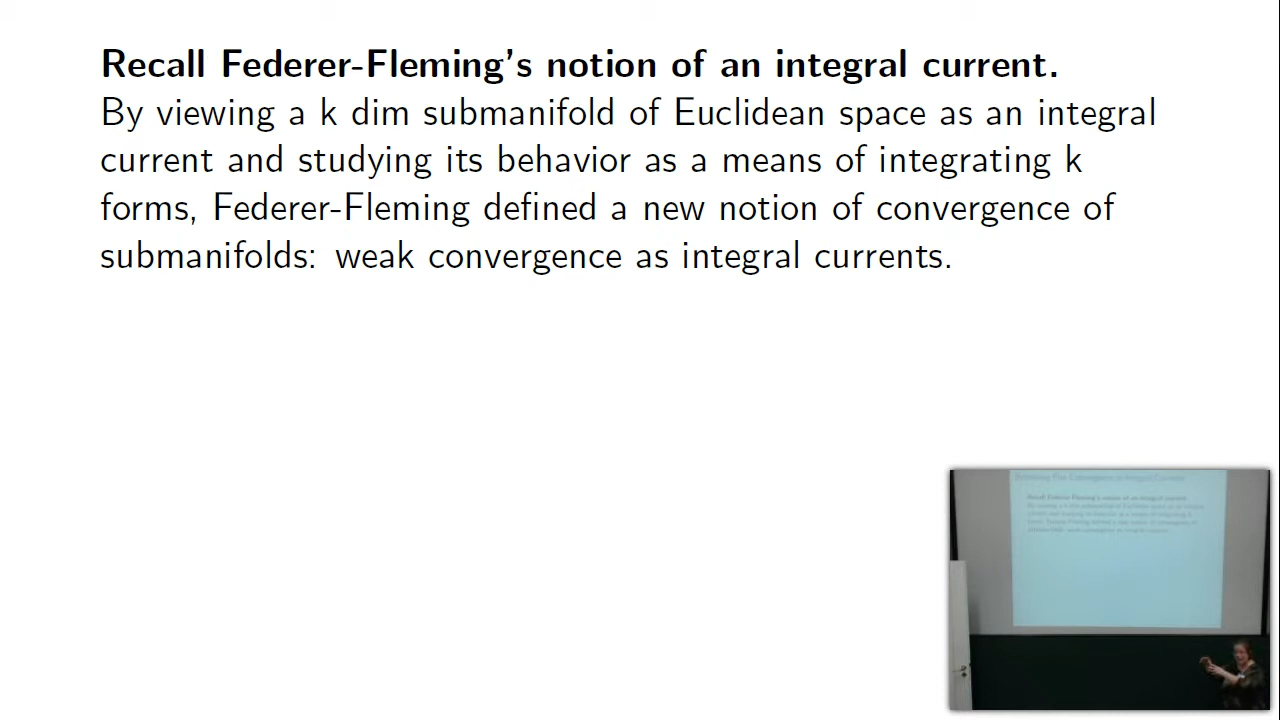 Recall Federer-Fleming's notion of an integral current.
By viewing a k dim submanifold of Euclidean space as an integral
current and studying its behavior as a means of integrating k
forms, Federer-Fleming defined a new notion of convergence of
submanifolds: weak convergence as integral currents.